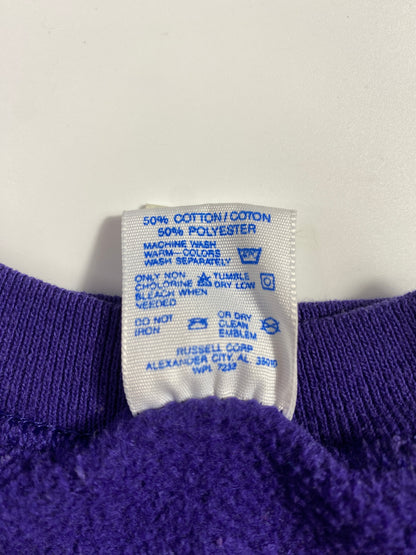 50% COTTON/COTON
50% POLYESTER
MACHINE WASH
WARM—COLORS
WASH SEPARATELY
ONLY NON TUMBLE
CHOLORINE DRY LOW
BLEACH WHEN
NEEDED
DO NOT OR DRY
IRON CLEAN
EMBLEM
RUSSELL CORP
ALEXANDER CITY, AL. 35010
WPL 7232